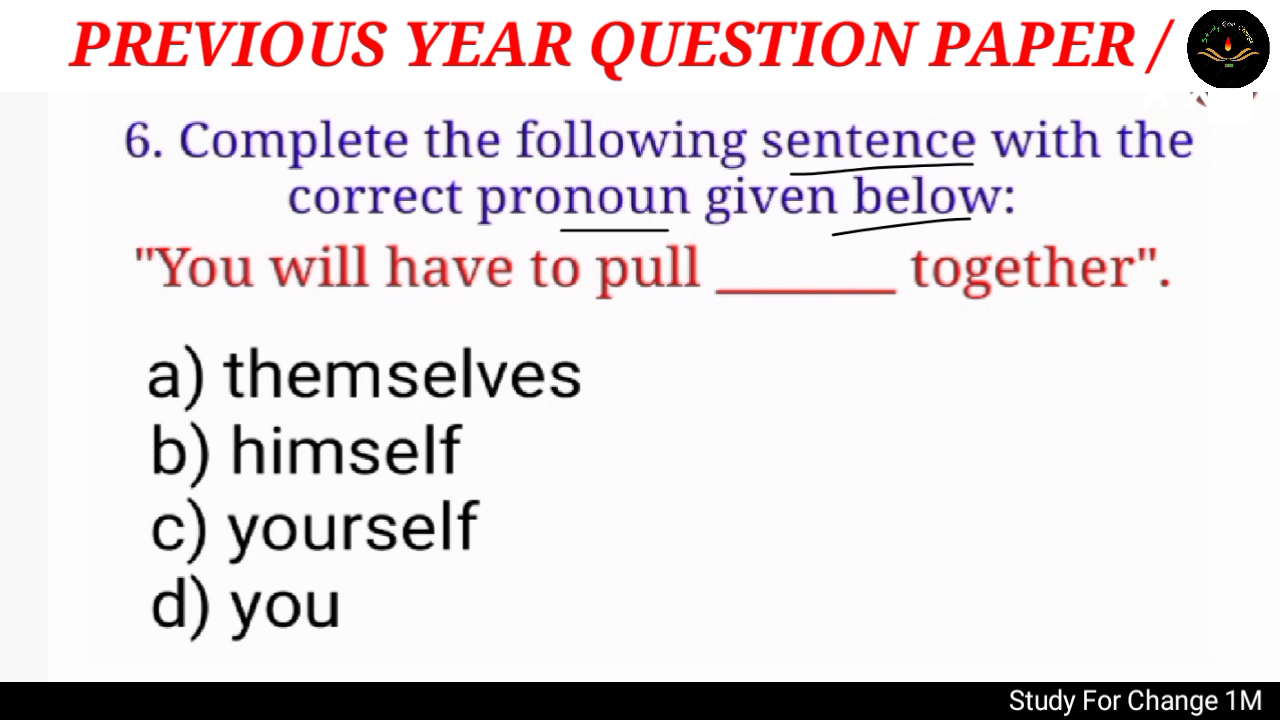 PREVIOUS YEAR QUESTION PAPER /
6. Complete the following sentence with the
correct pronoun given below:
"You will have to pull _______ together".
a) themselves
b) himself
c) yourself
d) you
Study For Change 1M